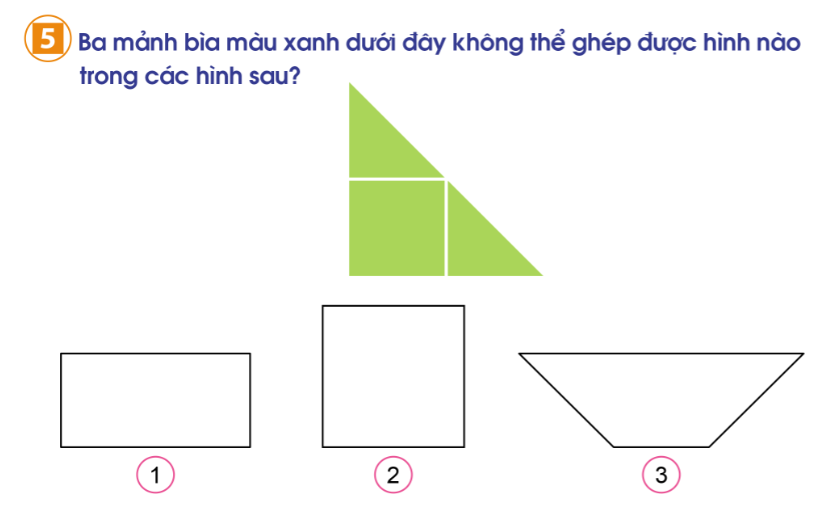 5 Ba mảnh bìa màu xanh dưới đây không thể ghép được hình nào
trong các hình sau?
1 2 3